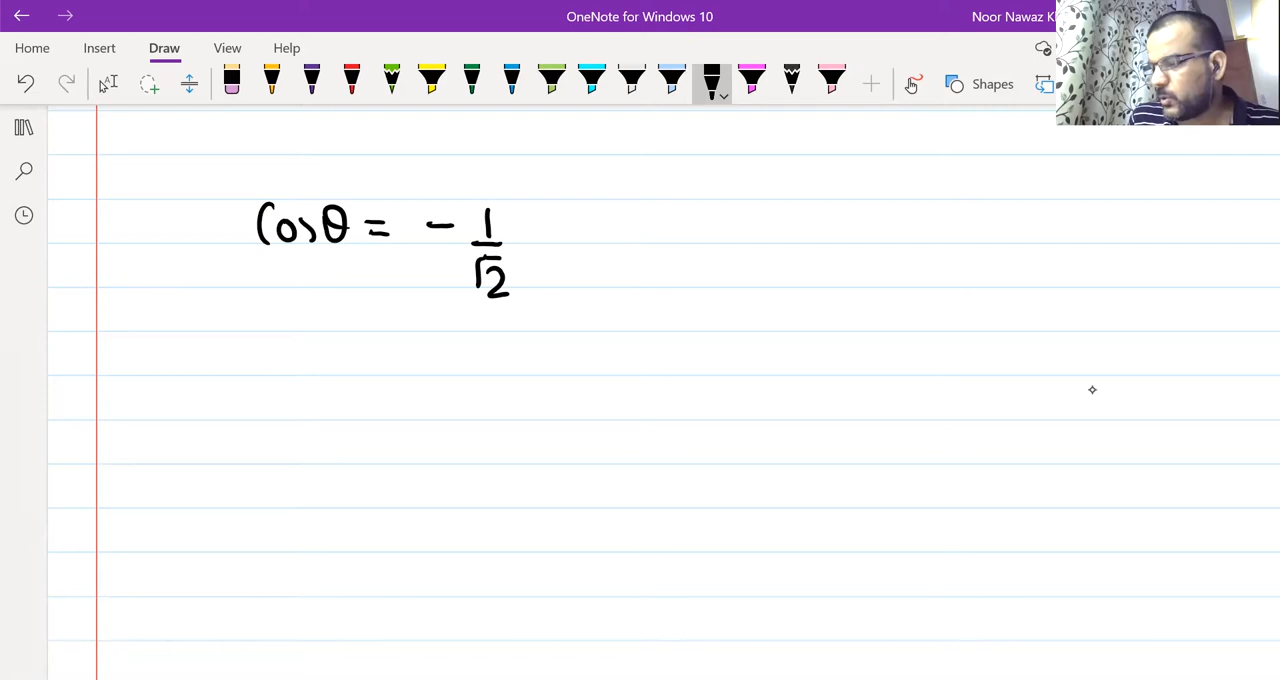 OneNote for Windows 10
Noor Nawaz K
Home Insert Draw View Help
Shapes
Cosθ = - 1/√2